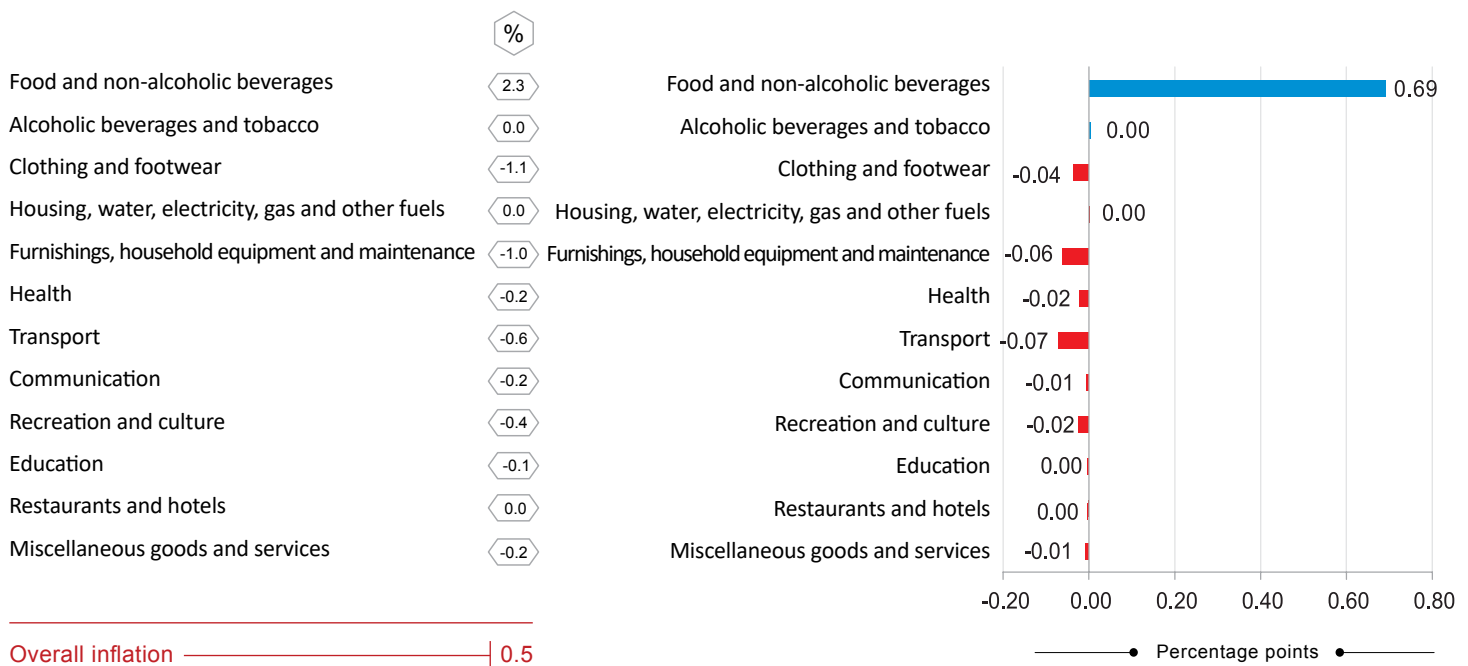 %
Food and non-alcoholic beverages 2.3
Alcoholic beverages and tobacco 0.0
Clothing and footwear -1.1
Housing, water, electricity, gas and other fuels 0.0
Furnishings, household equipment and maintenance -1.0
Health -0.2
Transport -0.6
Communication -0.2
Recreation and culture -0.4
Education -0.1
Restaurants and hotels 0.0
Miscellaneous goods and services -0.2
Overall inflation 0.5
Food and non-alcoholic beverages 0.69
Alcoholic beverages and tobacco 0.00
Clothing and footwear -0.04
Housing, water, electricity, gas and other fuels 0.00
Furnishings, household equipment and maintenance -0.06
Health -0.02
Transport -0.07
Communication -0.01
Recreation and culture -0.02
Education 0.00
Restaurants and hotels 0.00
Miscellaneous goods and services -0.01
-0.20 0.00 0.20 0.40 0.60 0.80
Percentage points